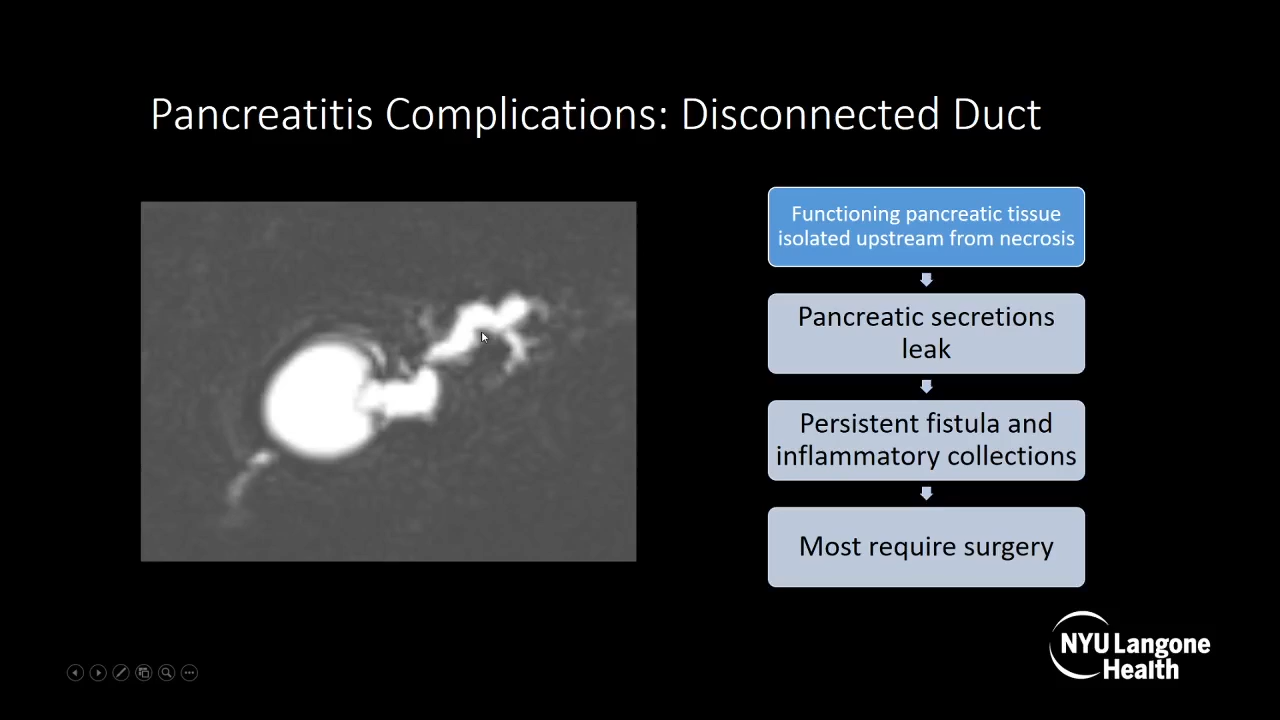 Pancreatitis Complications: Disconnected Duct
Functioning pancreatic tissue
isolated upstream from necrosis
Pancreatic secretions
leak
Persistent fistula and
inflammatory collections
Most require surgery
NYU Langone
Health